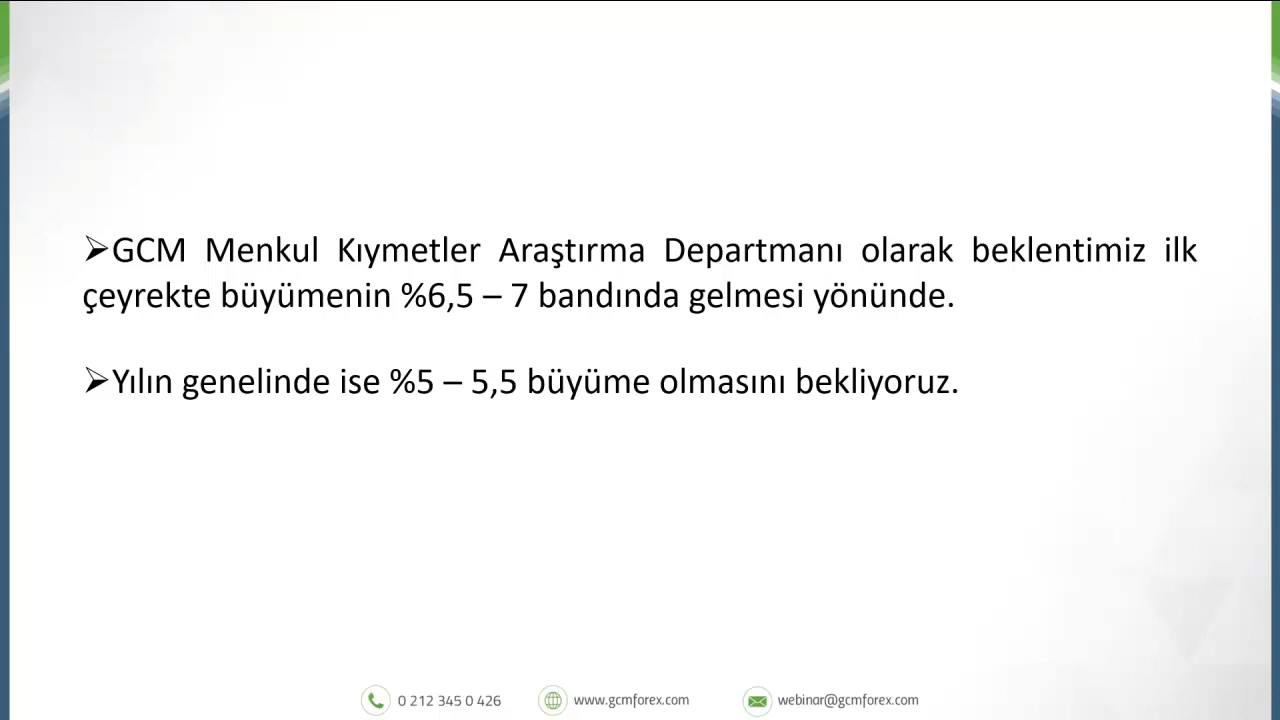 ➢GCM Menkul Kıymetler Araştırma Departmanı olarak beklentimiz ilk
çeyrekte büyümenin %6,5 – 7 bandında gelmesi yönünde.
➢Yılın genelinde ise %5 – 5,5 büyüme olmasını bekliyoruz.
0 212 345 0 426 www.gcmforex.com webinar@gcmforex.com